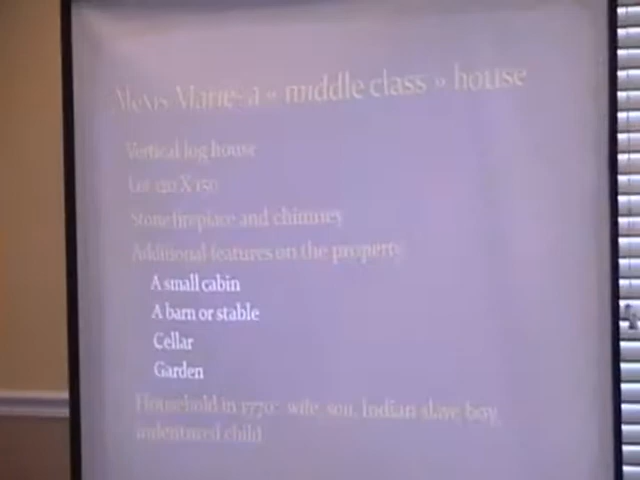 Alexis Marie- a « middle class » house
Vertical log house
Lot 120 X 150
Stone fireplace and chimney
Additional features on the property
A small cabin
A barn or stable
Cellar
Garden
Household in 1770: wife, son, Indian slave boy,
indentured child